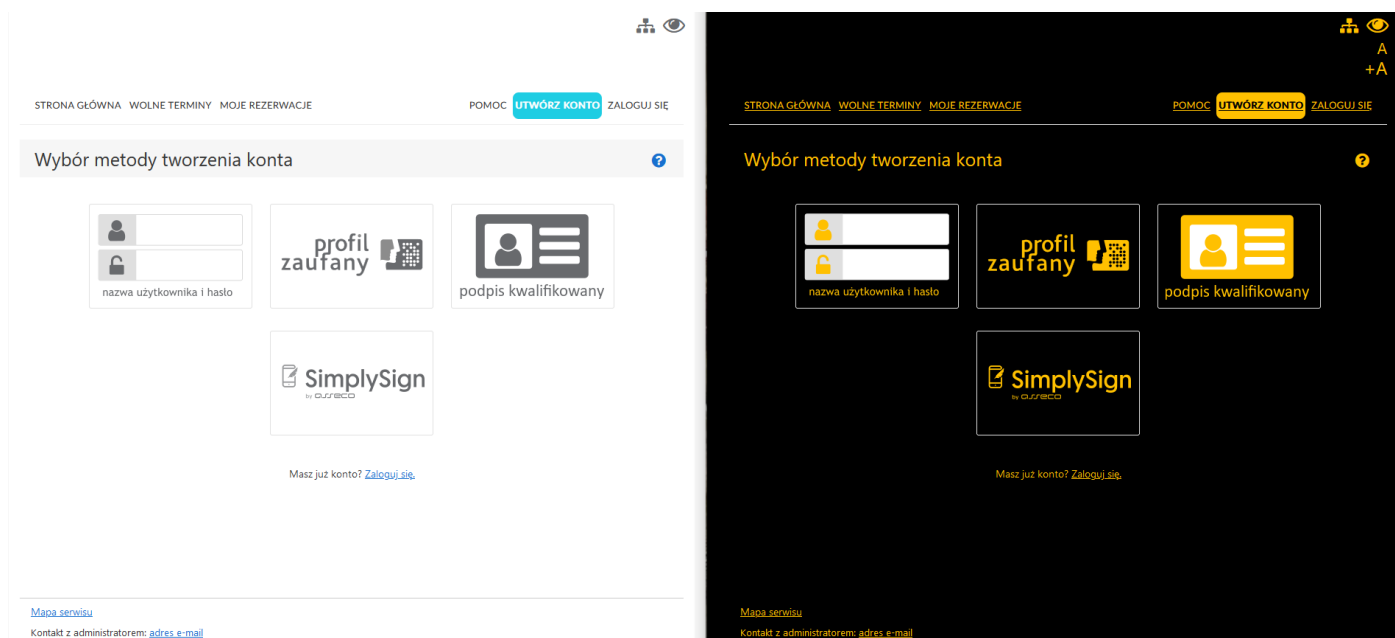 STRONA GŁÓWNA WOLNE TERMINY MOJE REZERWACJE POMOC UTWÓRZ KONTO ZALOGUJ SIĘ
Wybór metody tworzenia konta
nazwa użytkownika i hasło
profil
zaufany
podpis kwalifikowany
SimplySign
by asseco
Masz już konto? Zaloguj się.
Mapa serwisu
Kontakt z administratorem: adres e-mail
A
+A
STRONA GŁÓWNA WOLNE TERMINY MOJE REZERWACJE POMOC UTWÓRZ KONTO ZALOGUJ SIĘ
Wybór metody tworzenia konta
nazwa użytkownika i hasło
profil
zaufany
podpis kwalifikowany
SimplySign
by asseco
Masz już konto? Zaloguj się.
Mapa serwisu
Kontakt z administratorem: adres e-mail